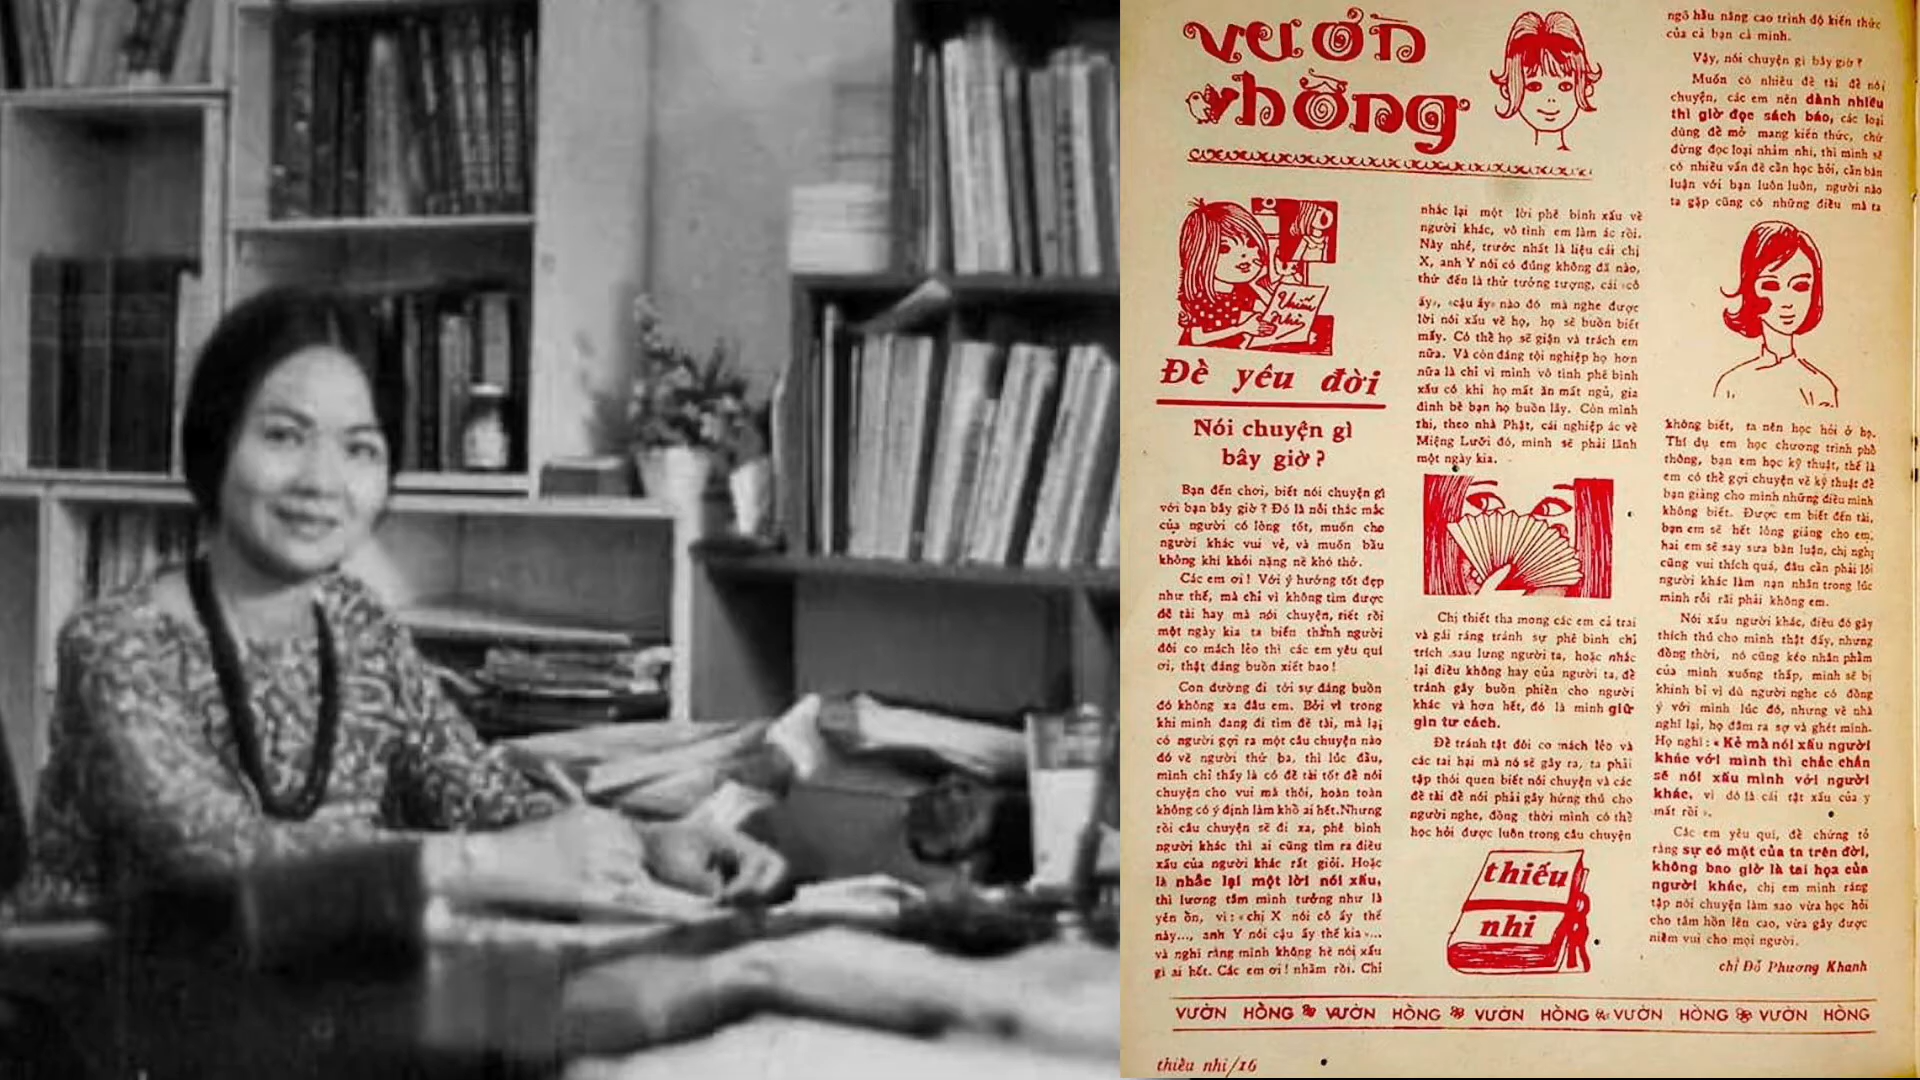 vườn
hồng
Thiếu
Nhi
Để yêu đời
Nói chuyện gì
bây giờ ?
Bạn đến chơi, biết nói chuyện gì
với bạn bây giờ ? Đó là nỗi thắc mắc
của người có lòng tốt, muốn cho
người khác vui vẻ, và muốn bầu
không khí khỏi nặng nề khó thở.
Các em ơi ! Với ý hướng tốt đẹp
như thế, mà chỉ vì không tìm được
đề tài hay mà nói chuyện, riết rồi
một ngày kia ta biến thành người
đôi co mách lẻo thì các em yêu quí
ơi, thật đáng buồn xiết bao !
Con đường đi tới sự đáng buồn
đó không xa đâu em. Bởi vì trong
khi mình đang đi tìm đề tài, mà lại
có người gợi ra một câu chuyện nào
đó về người thứ ba, thì lúc đầu,
mình chỉ thấy là có đề tài tốt để nói
chuyện cho vui mà thôi, hoàn toàn
không có ý định làm khổ ai hết.Nhưng
rồi câu chuyện sẽ đi xa, phê bình
người khác thì ai cũng tìm ra điều
xấu của người khác rất giỏi. Hoặc
là nhắc lại một lời nói xấu,
thì lương tâm mình tưởng như là
yên ổn, vì : « chị X nói cô ấy thế
này..., anh Y nói cậu ấy thế kia »...
và nghĩ rằng mình không hề nói xấu
gì ai hết. Các em ơi ! nhầm rồi. Chỉ
nhắc lại một lời phê bình xấu về
người khác, vô tình em làm ác rồi.
Này nhé, trước nhất là liệu cái chị
X, anh Y nói có đúng không đã nào,
thứ đến là thử tưởng tượng, cái «cô
ấy», «cậu ấy» nào đó mà nghe được
lời nói xấu về họ, họ sẽ buồn biết
mấy. Có thể họ sẽ giận và trách em
nữa. Và còn đáng tội nghiệp họ hơn
nữa là chỉ vì mình vô tình phê bình
xấu có khi họ mất ăn mất ngủ, gia
đình bè bạn họ buồn lây. Còn mình
thì, theo nhà Phật, cái nghiệp ác về
Miệng Lưỡi đó, mình sẽ phải lãnh
một ngày kia.
Chị thiết tha mong các em cả trai
và gái ráng tránh sự phê bình chỉ
trích sau lưng người ta, hoặc nhắc
lại điều không hay của người ta, để
tránh gây buồn phiền cho người
khác và hơn hết, đó là mình giữ
gìn tư cách.
Để tránh tật đôi co mách lẻo và
các tai hại mà nó sẽ gây ra, ta phải
tập thói quen biết nói chuyện và các
đề tài để nói phải gây hứng thú cho
người nghe, đồng thời mình có thể
học hỏi được luôn trong câu chuyện
thiếu
nhi
ngõ hầu nâng cao trình độ kiến thức
của cả bạn cả mình.
Vậy, nói chuyện gì bây giờ ?
Muốn có nhiều đề tài để nói
chuyện, các em nên dành nhiều
thì giờ đọc sách báo, các loại
dùng để mở mang kiến thức, chứ
đừng đọc loại nhảm nhí, thì mình sẽ
có nhiều vấn đề cần học hỏi, cần bàn
luận với bạn luôn luôn, người nào
ta gặp cũng có những điều mà ta
không biết, ta nên học hỏi ở họ.
Thí dụ em học chương trình phổ
thông, bạn em học kỹ thuật, thế là
em có thể gợi chuyện về kỹ thuật để
bạn giảng cho mình những điều mình
không biết. Được em biết đến tài,
bạn em sẽ hết lòng giảng cho em,
hai em sẽ say sưa bàn luận, chị nghĩ
cũng vui thích quá, đâu cần phải lôi
người khác làm nạn nhân trong lúc
mình rỗi rãi phải không em.
Nói xấu người khác, điều đó gây
thích thú cho mình thật đấy, nhưng
đồng thời, nó cũng kéo nhân phẩm
của mình xuống thấp, mình sẽ bị
khinh bỉ vì dù người nghe có đồng
ý với mình lúc đó, nhưng về nhà
nghĩ lại, họ đâm ra sợ và ghét mình.
Họ nghĩ : « Kẻ mà nói xấu người
khác với mình thì chắc chắn
sẽ nói xấu mình với người
khác, vì đó là cái tật xấu của y
mất rồi ».
Các em yêu quí, để chứng tỏ
rằng sự có mặt của ta trên đời,
không bao giờ là tai họa của
người khác, chị em mình ráng
tập nói chuyện làm sao vừa học hỏi
cho tâm hồn lên cao, vừa gây được
niềm vui cho mọi người.
chị Đỗ Phương Khanh
VƯỜN HỒNG VƯỜN HỒNG VƯỜN HỒNG VƯỜN HỒNG VƯỜN HỒNG
thiếu nhi/16